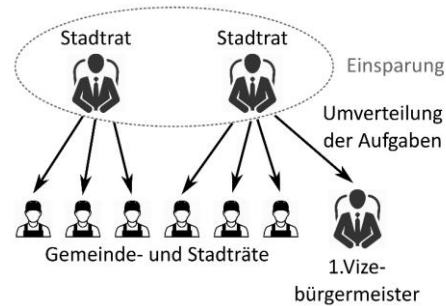 Stadtrat
Stadtrat
Einsparung
Umverteilung
der Aufgaben
Gemeinde- und Stadträte
1.Vize-
bürgermeister